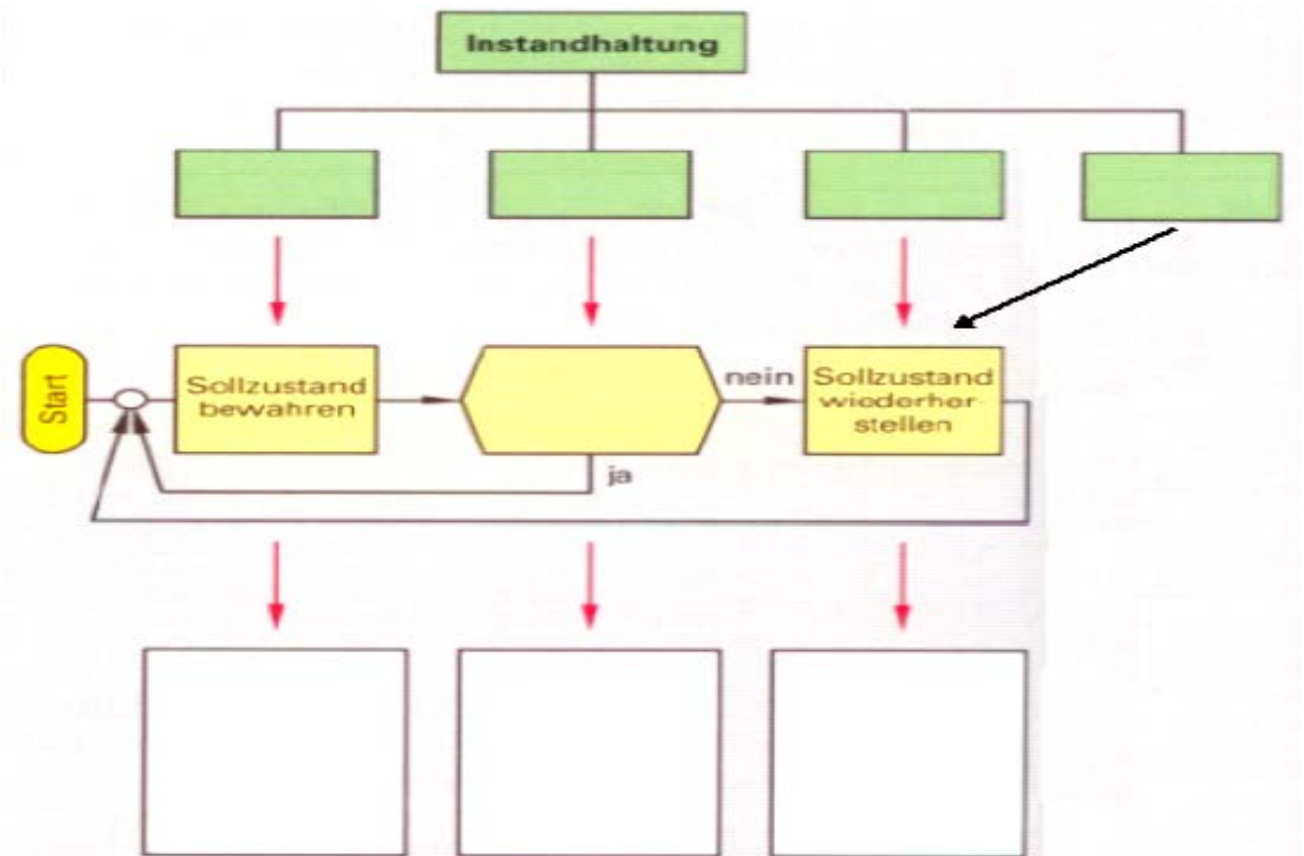 Instandhaltung
Start
Sollzustand
bewahren
nein
Sollzustand
wiederher-
stellen
ja